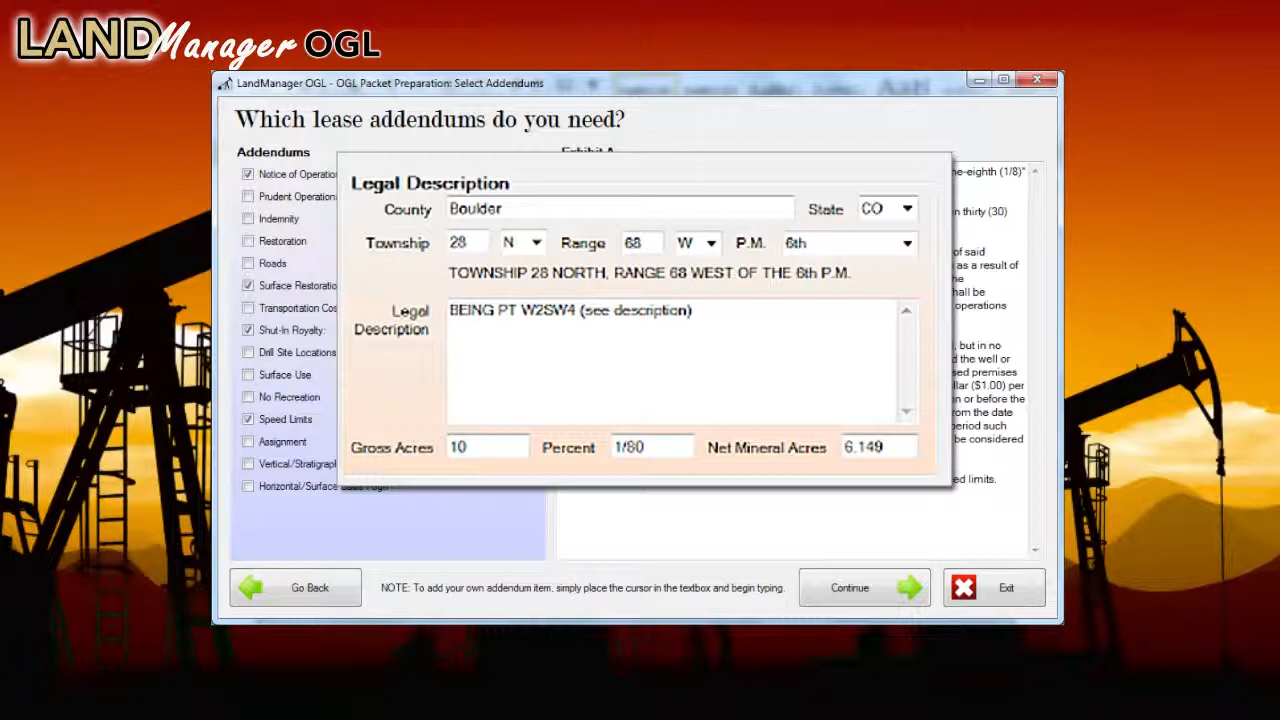 LANDManager OGL
LandManager OGL - OGL Packet Preparation: Select Addendums
Which lease addendums do you need?
Addendums
Exhibit A
Notice of Operation
Prudent Operation
Indemnity
Restoration
Roads
Surface Restoratio
Transportation Cos
Shut-In Royalty:
Drill Site Locations
Surface Use
No Recreation
Speed Limits
Assignment
Vertical/Stratigraph
Horizontal/Surface
Legal Description
County Boulder State CO
Township 28 N Range 68 W P.M. 6th
TOWNSHIP 28 NORTH, RANGE 68 WEST OF THE 6th P.M.
Legal Description BEING PT W2SW4 (see description)
Gross Acres 10 Percent 1/80 Net Mineral Acres 6.149
ne-eighth (1/8)"
n thirty (30)
of said
as a result of
he
hall be
operations
, but in no
d the well or
sed premises
llar ($1.00) per
n or before the
rom the date
period such
be considered
ed limits.
Go Back
NOTE: To add your own addendum item, simply place the cursor in the textbox and begin typing.
Continue
Exit